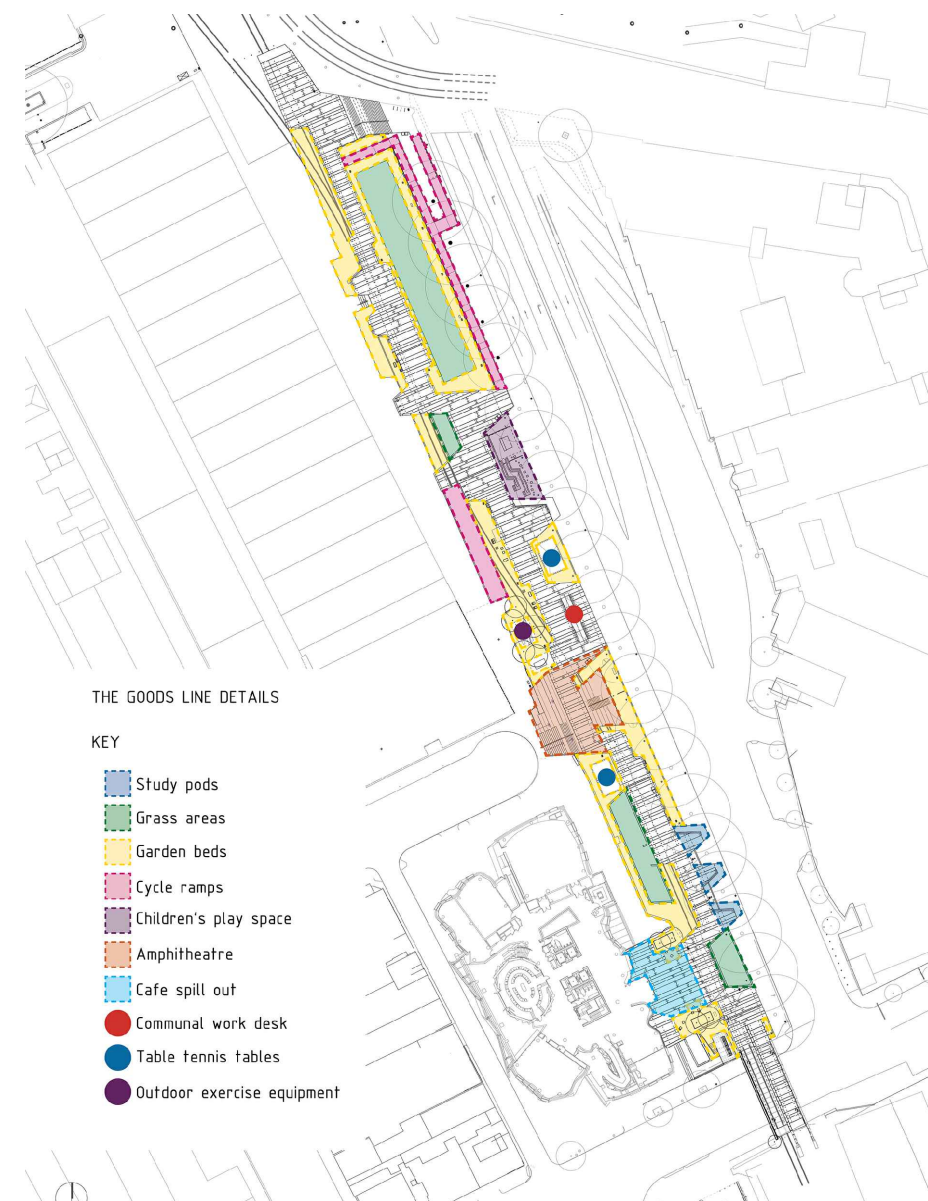 THE GOODS LINE DETAILS
KEY
Study pods
Grass areas
Garden beds
Cycle ramps
Children's play space
Amphitheatre
Cafe spill out
Communal work desk
Table tennis tables
Outdoor exercise equipment